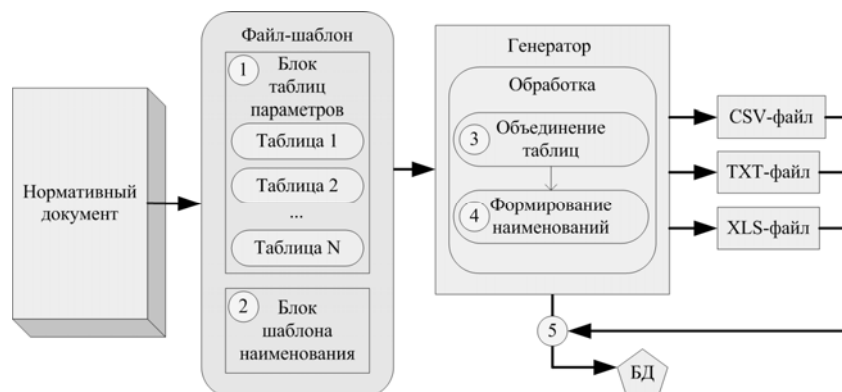 Нормативный
документ
Файл-шаблон
1
Блок
таблиц
параметров
Таблица 1
Таблица 2
...
Таблица N
2
Блок
шаблона
наименования
Генератор
Обработка
3
Объединение
таблиц
4
Формирование
наименований
CSV-файл
TXT-файл
XLS-файл
5
БД